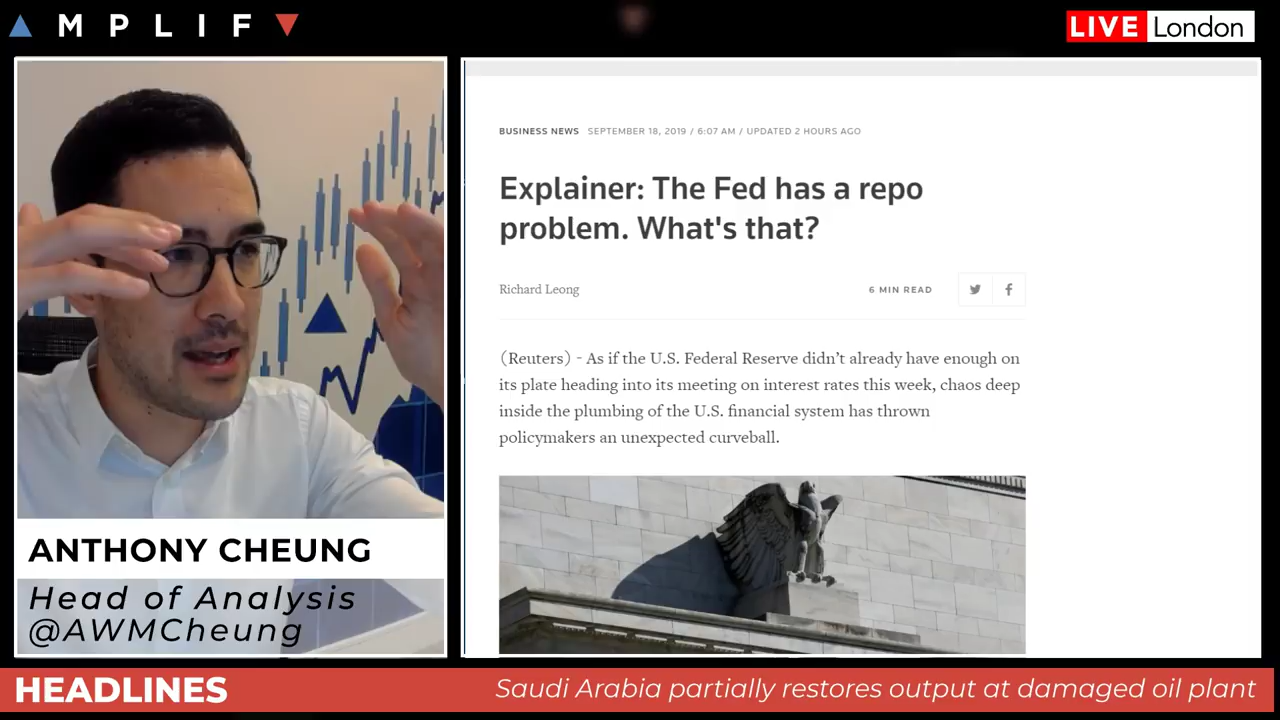 ▲ M P L I F ▼
LIVE London
BUSINESS NEWS SEPTEMBER 18, 2019 / 6:07 AM / UPDATED 2 HOURS AGO
Explainer: The Fed has a repo
problem. What's that?
Richard Leong
6 MIN READ
(Reuters) - As if the U.S. Federal Reserve didn’t already have enough on
its plate heading into its meeting on interest rates this week, chaos deep
inside the plumbing of the U.S. financial system has thrown
policymakers an unexpected curveball.
ANTHONY CHEUNG
Head of Analysis
@AWMCheung
HEADLINES
Saudi Arabia partially restores output at damaged oil plant